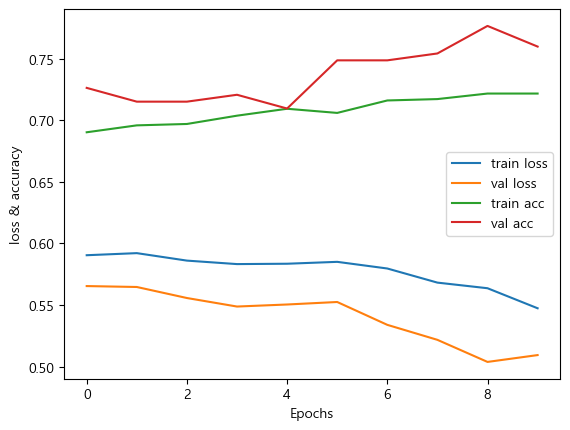 0.75
0.70
0.65
0.60
0.55
0.50
loss & accuracy
train loss
val loss
train acc
val acc
0 2 4 6 8
Epochs